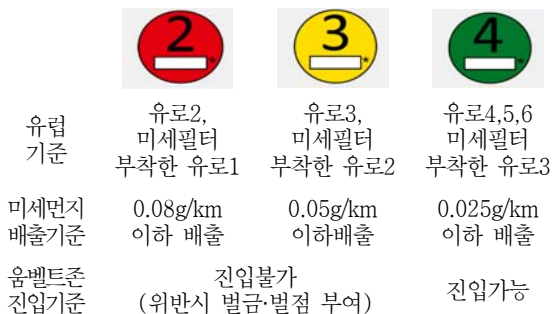 2 3 4
유럽 기준
유로2, 미세필터 부착한 유로1
유로3, 미세필터 부착한 유로2
유로4,5,6 미세필터 부착한 유로3
미세먼지 배출기준
0.08g/km 이하 배출
0.05g/km 이하배출
0.025g/km 이하 배출
움벨트존 진입기준
진입불가 (위반시 벌금·벌점 부여)
진입가능